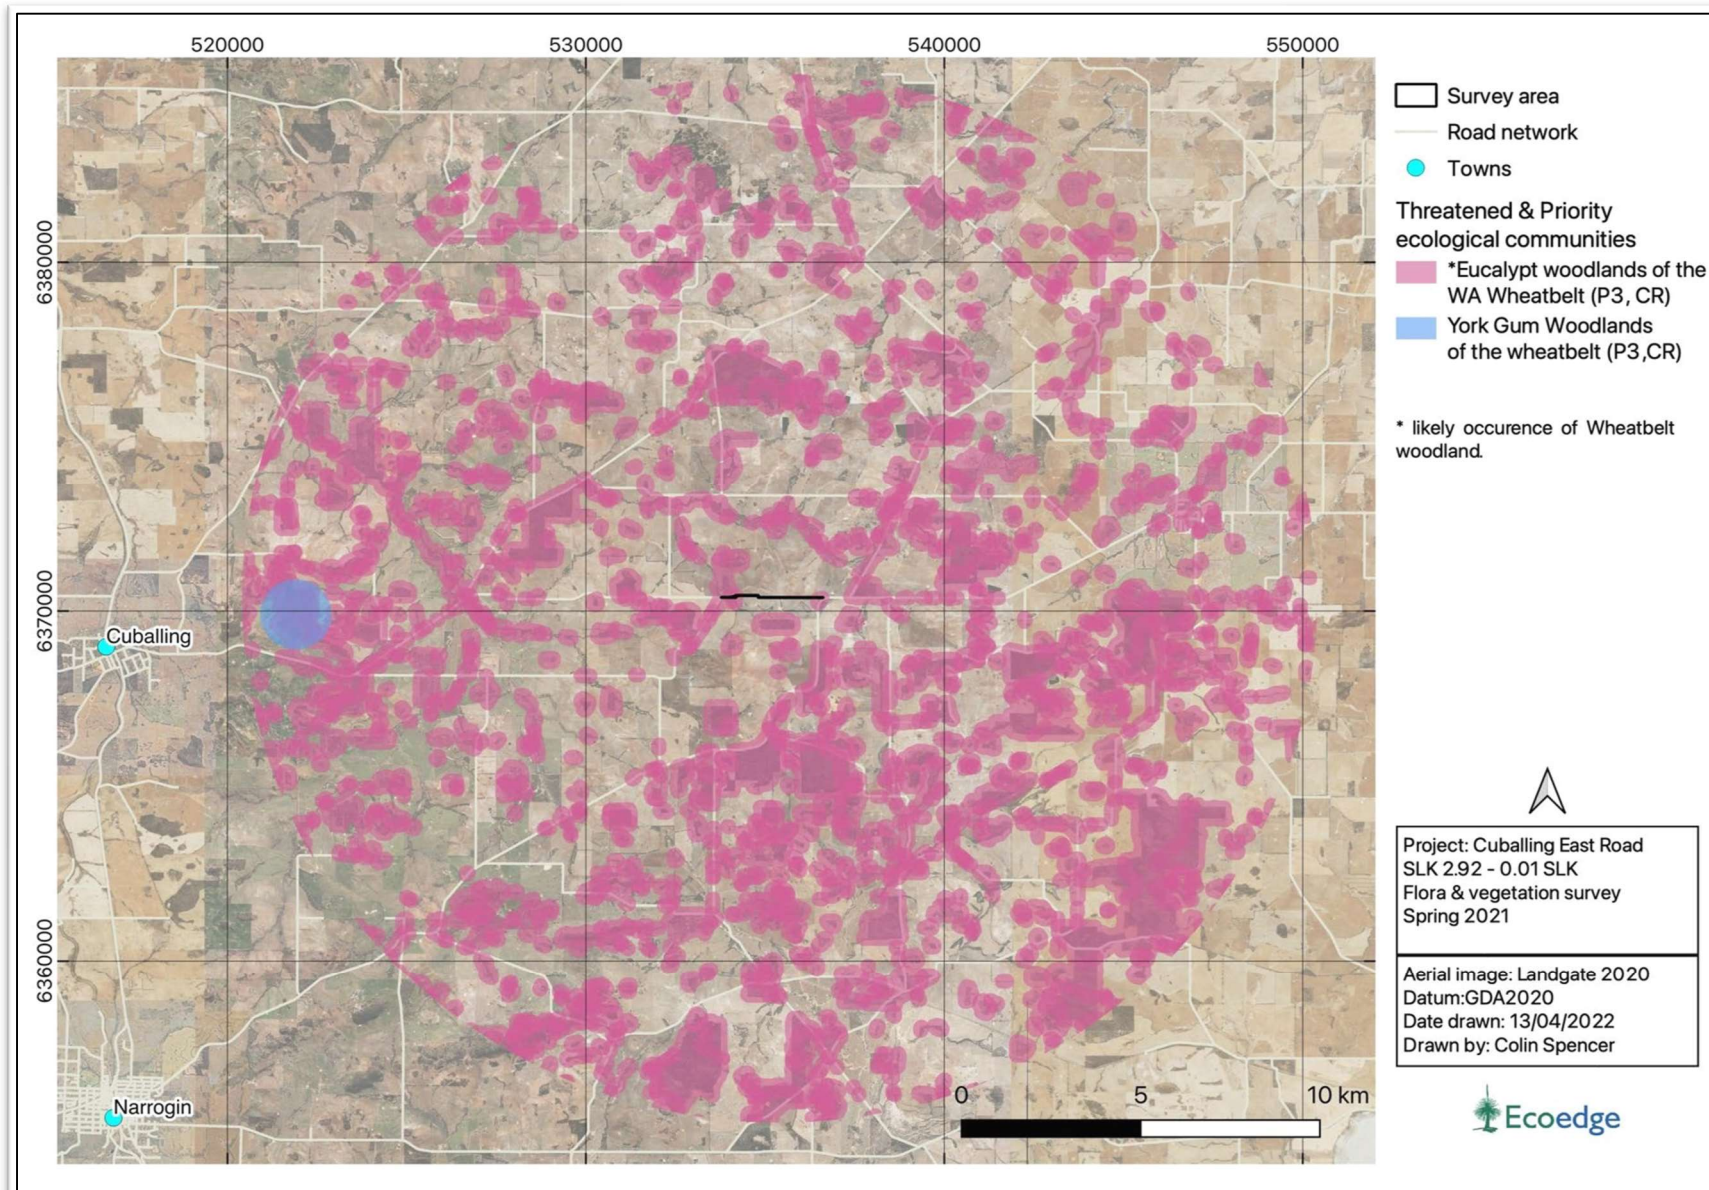 520000
530000
540000
550000
6380000
6370000
6360000
Cuballing
Narrogin
0
5
10 km
Survey area
Road network
Towns
Threatened & Priority
ecological communities
*Eucalypt woodlands of the
WA Wheatbelt (P3, CR)
York Gum Woodlands
of the wheatbelt (P3,CR)
* likely occurence of Wheatbelt
woodland.
Project: Cuballing East Road
SLK 2.92 - 0.01 SLK
Flora & vegetation survey
Spring 2021
Aerial image: Landgate 2020
Datum:GDA2020
Date drawn: 13/04/2022
Drawn by: Colin Spencer
Ecoedge